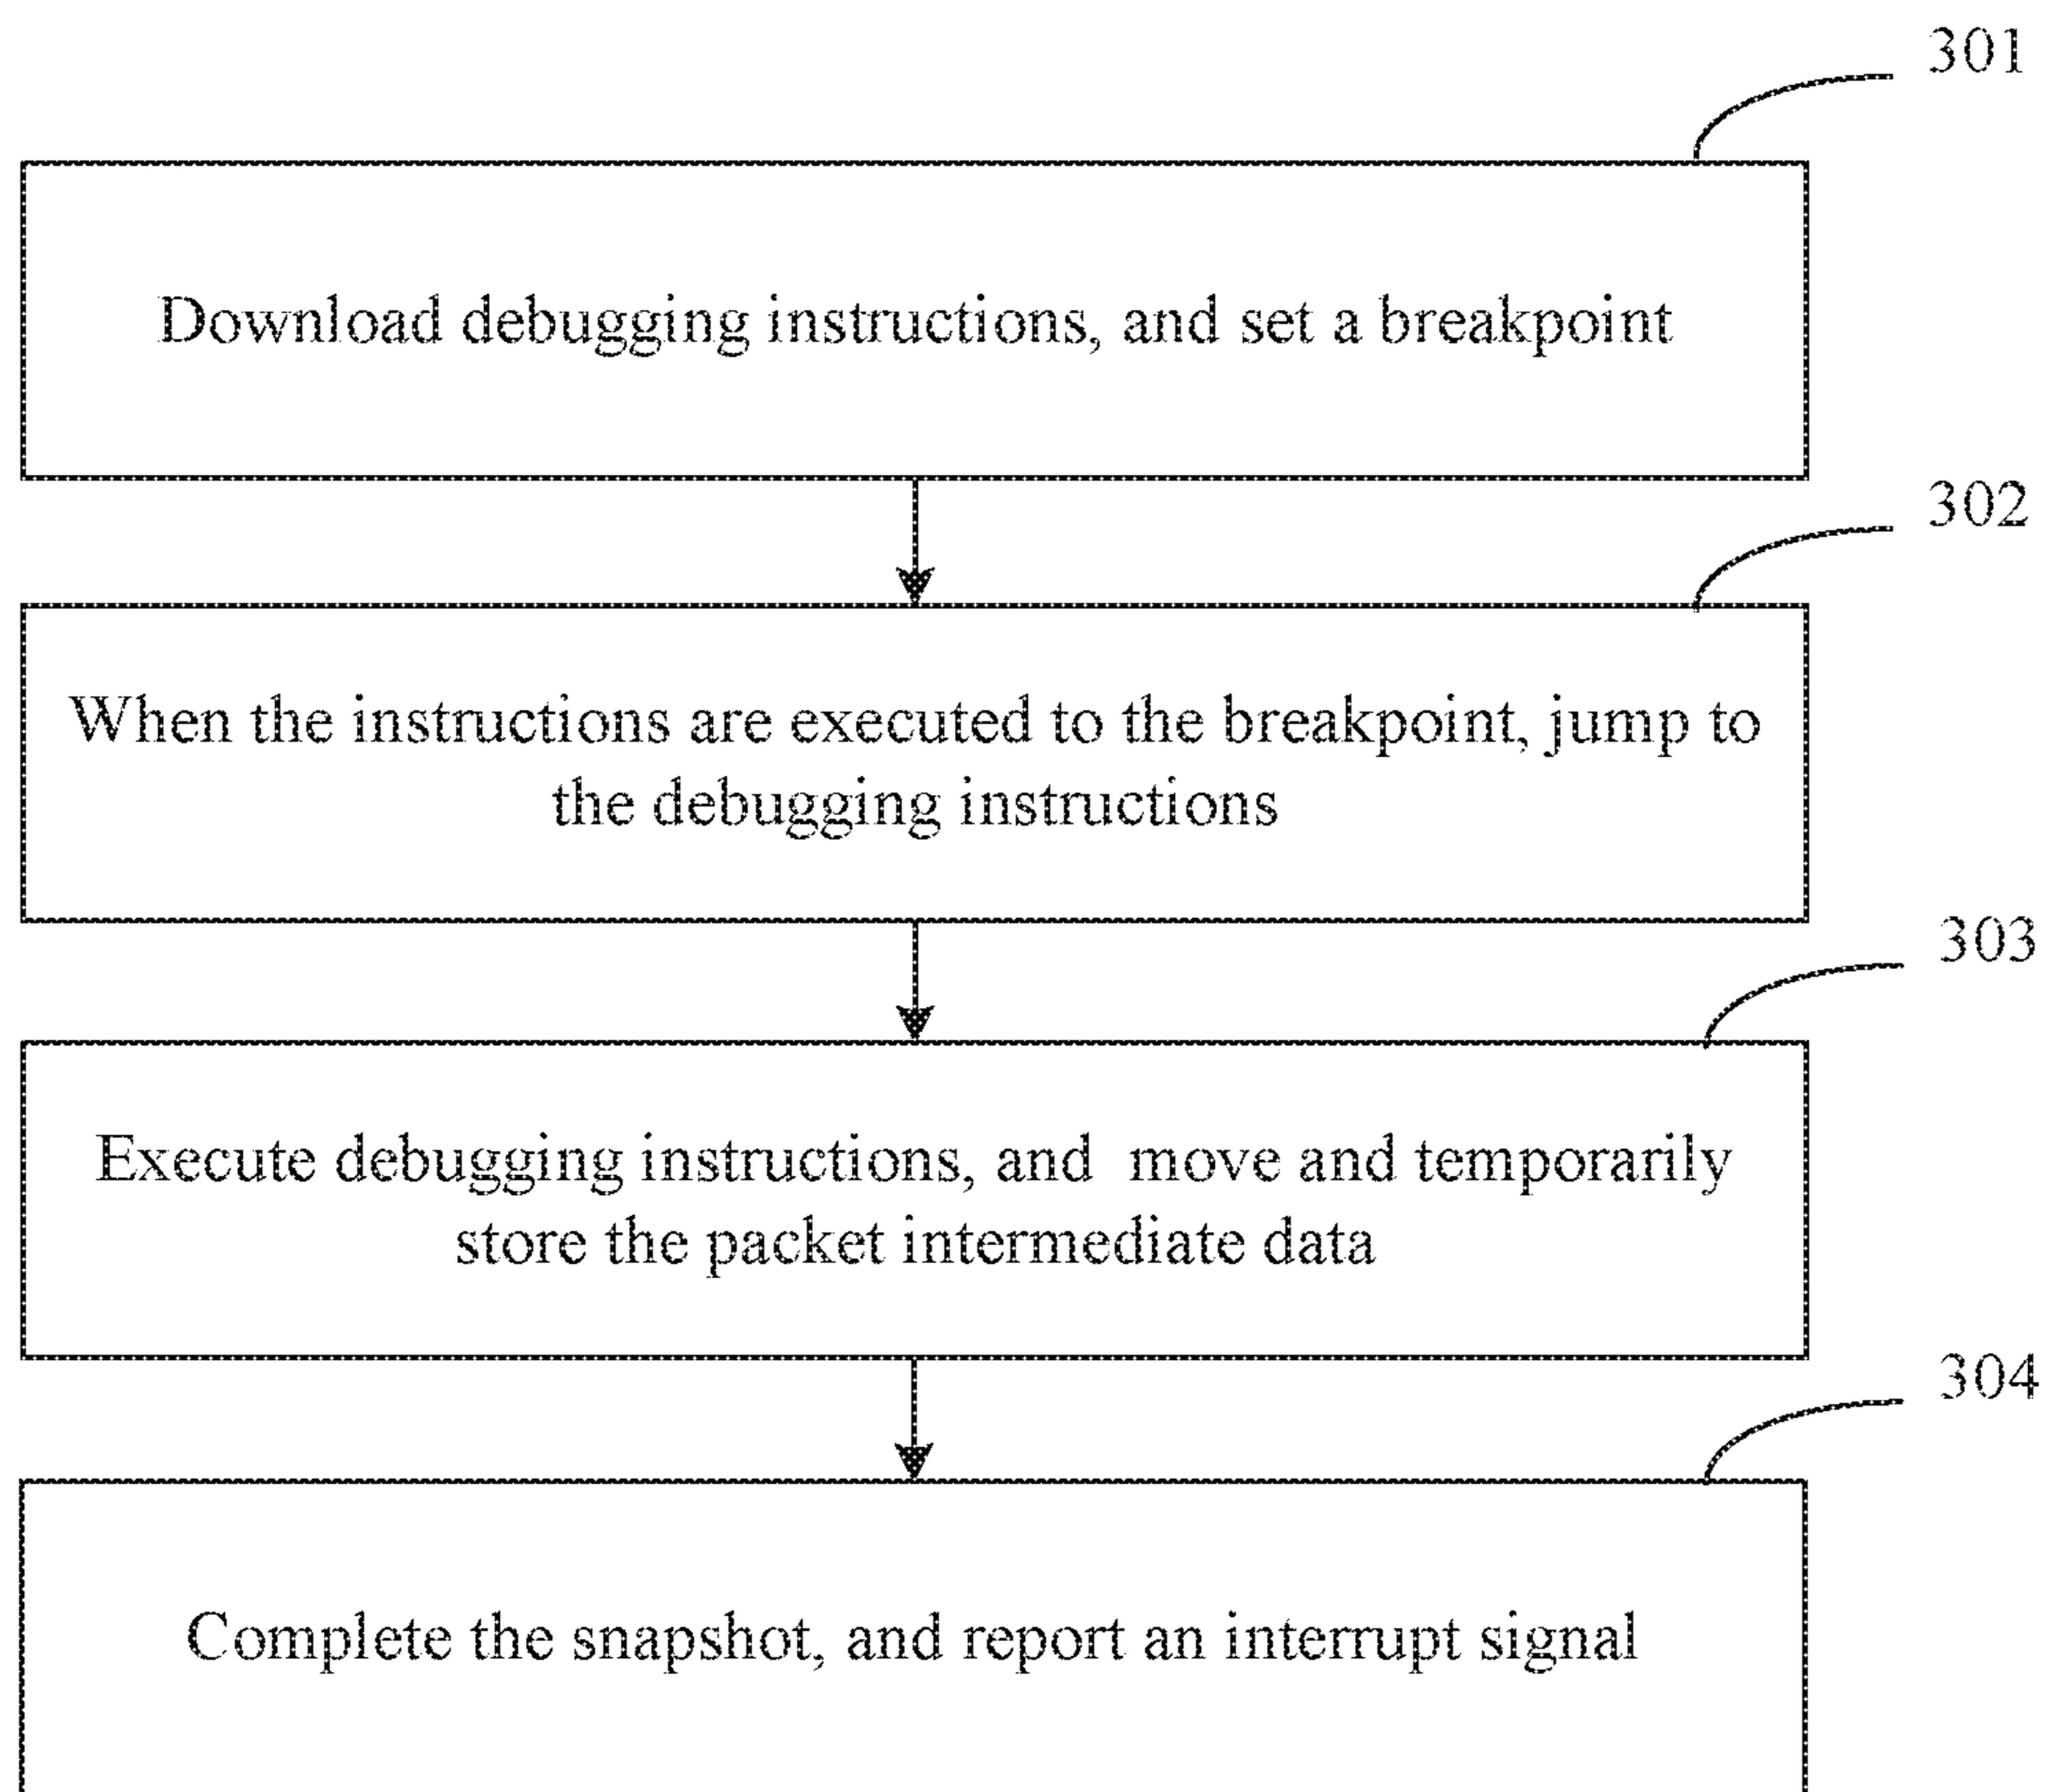 301
Download debugging instructions, and set a breakpoint
302
When the instructions are executed to the breakpoint, jump to
the debugging instructions
303
Execute debugging instructions, and move and temporarily
store the packet intermediate data
304
Complete the snapshot, and report an interrupt signal